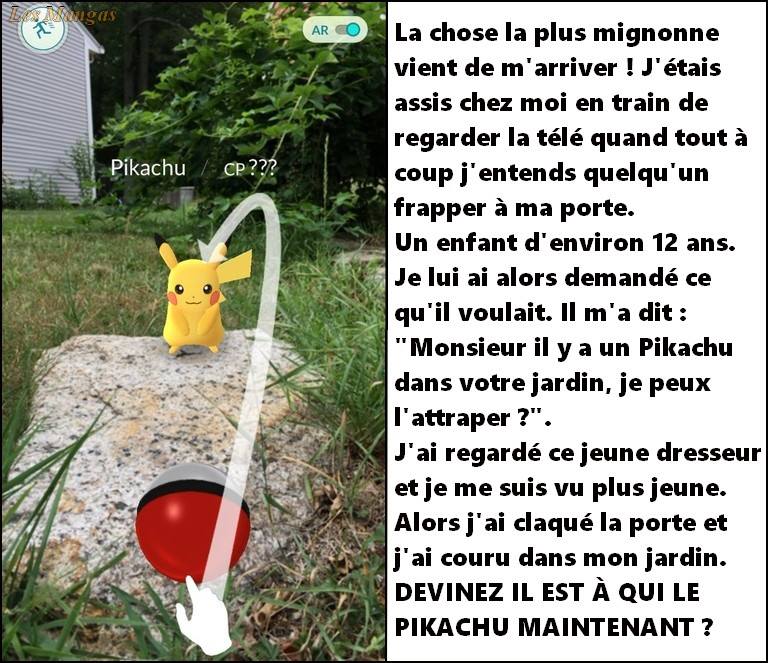 Les Mangas
AR
Pikachu / CP ???
La chose la plus mignonne
vient de m'arriver ! J'étais
assis chez moi en train de
regarder la télé quand tout à
coup j'entends quelqu'un
frapper à ma porte.
Un enfant d'environ 12 ans.
Je lui ai alors demandé ce
qu'il voulait. Il m'a dit :
"Monsieur il y a un Pikachu
dans votre jardin, je peux
l'attraper ?".
J'ai regardé ce jeune dresseur
et je me suis vu plus jeune.
Alors j'ai claqué la porte et
j'ai couru dans mon jardin.
DEVINEZ IL EST À QUI LE
PIKACHU MAINTENANT ?